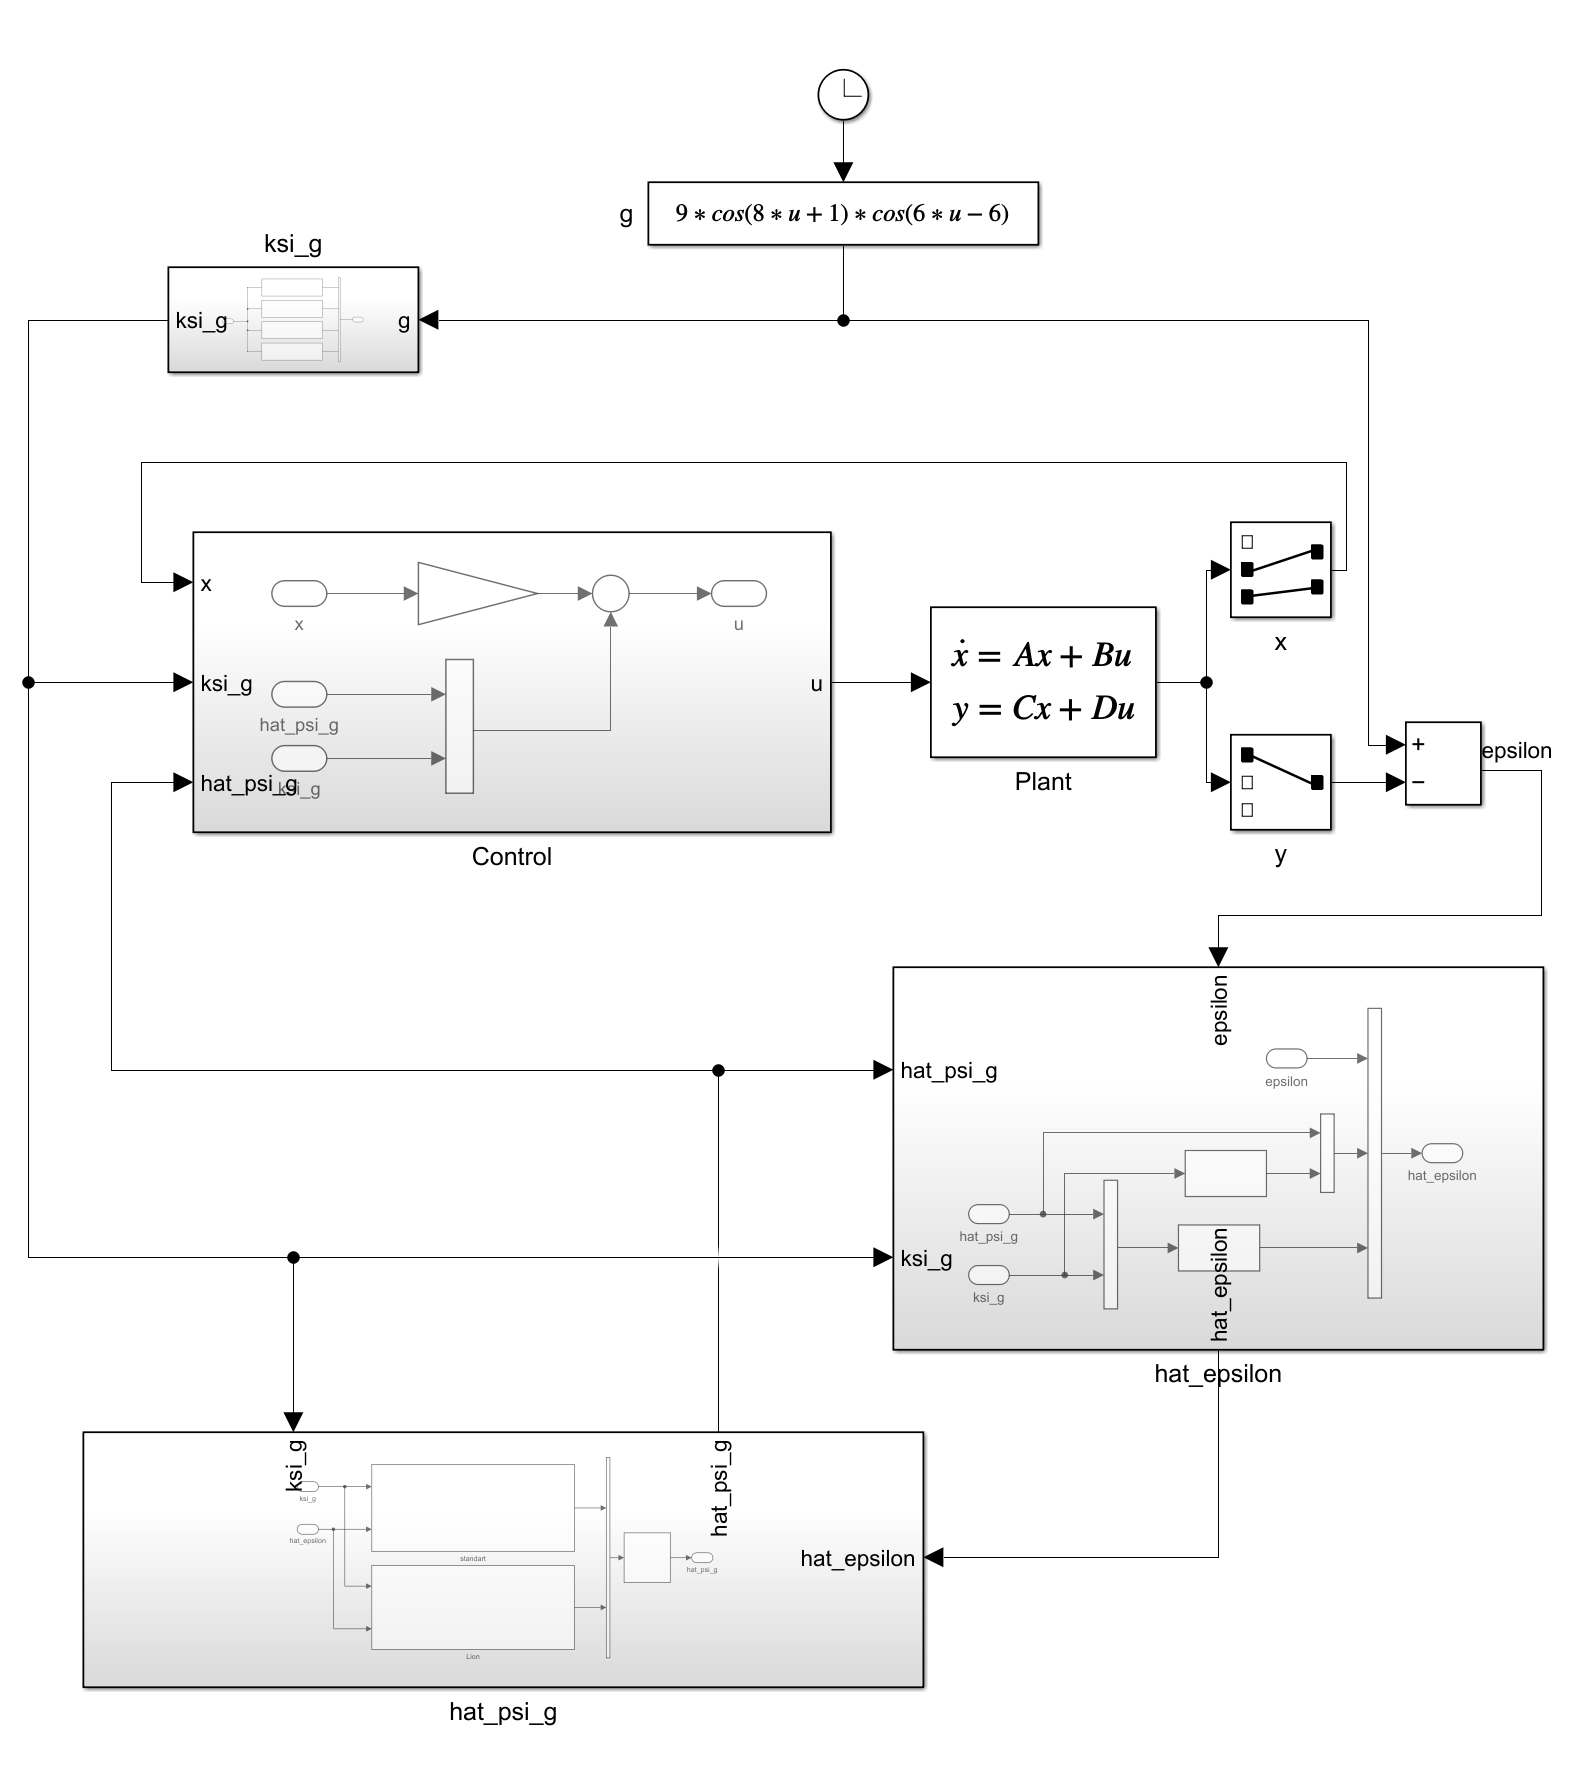 g
9 * cos(8 * u + 1) * cos(6 * u − 6)
ksi_g
ksi_g
g
x
x
u
ksi_g
hat_psi_g
hat_psi_g
ksi_g
u
Control
ẋ = Ax + Bu
y = Cx + Du
Plant
x
y
+
−
epsilon
epsilon
epsilon
hat_psi_g
hat_epsilon
hat_psi_g
ksi_g
ksi_g
hat_epsilon
hat_epsilon
ksi_g
ksi_g
hat_epsilon
standart
Lion
hat_psi_g
hat_psi_g
hat_epsilon
hat_psi_g